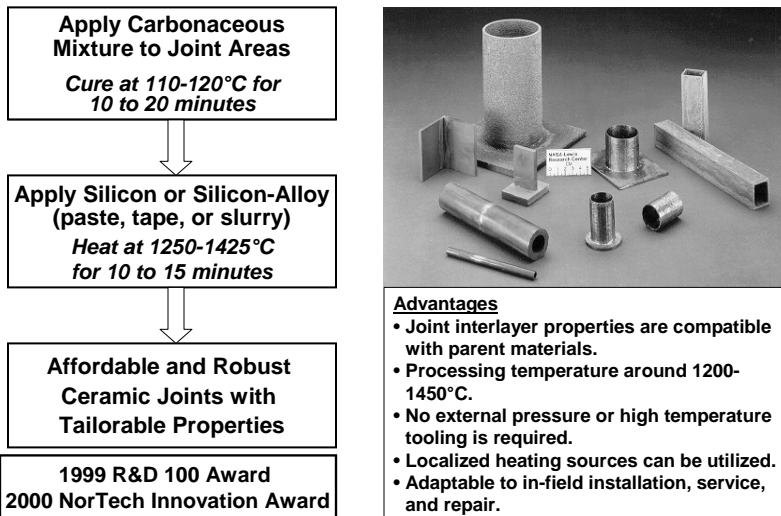 Apply Carbonaceous
Mixture to Joint Areas
Cure at 110-120°C for
10 to 20 minutes
Apply Silicon or Silicon-Alloy
(paste, tape, or slurry)
Heat at 1250-1425°C
for 10 to 15 minutes
Affordable and Robust
Ceramic Joints with
Tailorable Properties
1999 R&D 100 Award
2000 NorTech Innovation Award
NASA Lewis
Research Center
Advantages
• Joint interlayer properties are compatible
with parent materials.
• Processing temperature around 1200-
1450°C.
• No external pressure or high temperature
tooling is required.
• Localized heating sources can be utilized.
• Adaptable to in-field installation, service,
and repair.